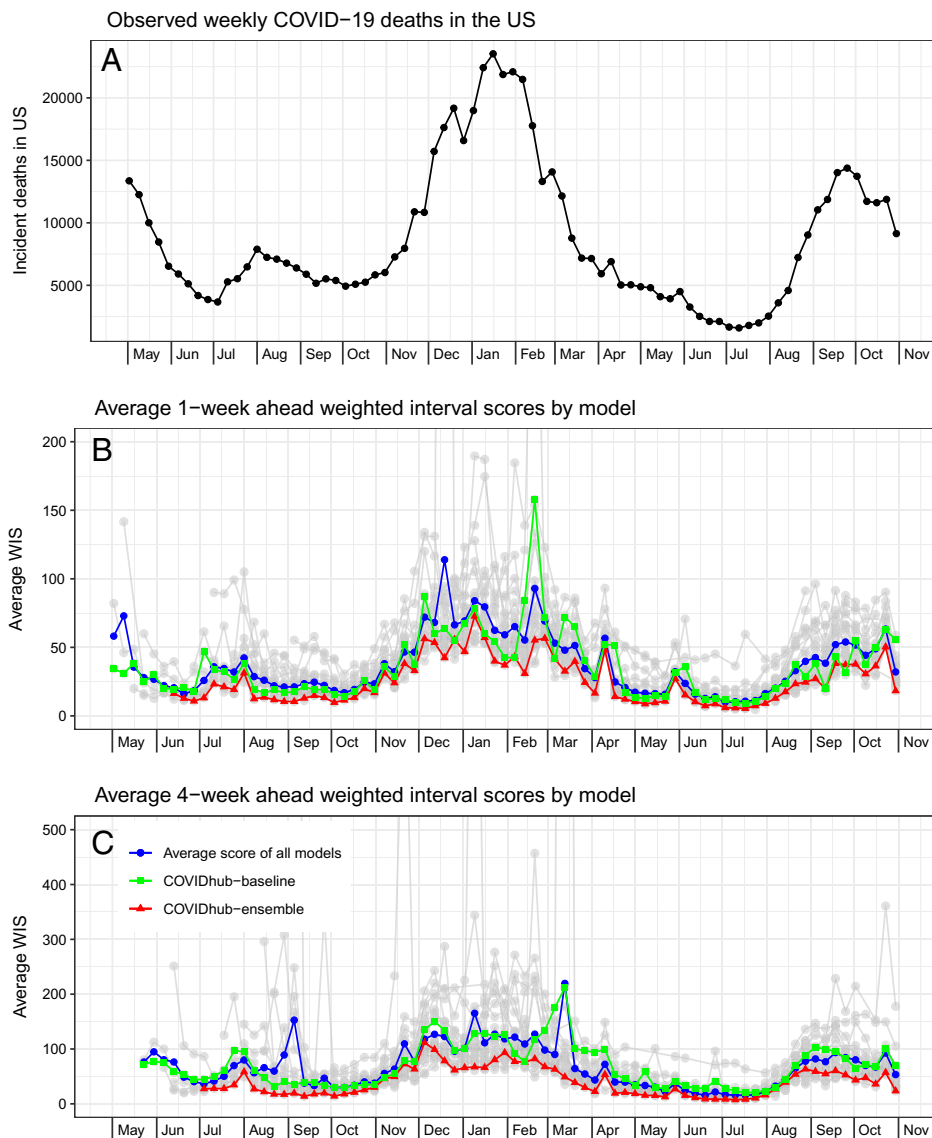 Observed weekly COVID−19 deaths in the US
A
Incident deaths in US
20000
15000
10000
5000
May Jun Jul Aug Sep Oct Nov Dec Jan Feb Mar Apr May Jun Jul Aug Sep Oct Nov
Average 1−week ahead weighted interval scores by model
B
Average WIS
200
150
100
50
0
May Jun Jul Aug Sep Oct Nov Dec Jan Feb Mar Apr May Jun Jul Aug Sep Oct Nov
Average 4−week ahead weighted interval scores by model
C
Average WIS
500
400
300
200
100
0
Average score of all models
COVIDhub−baseline
COVIDhub−ensemble
May Jun Jul Aug Sep Oct Nov Dec Jan Feb Mar Apr May Jun Jul Aug Sep Oct Nov